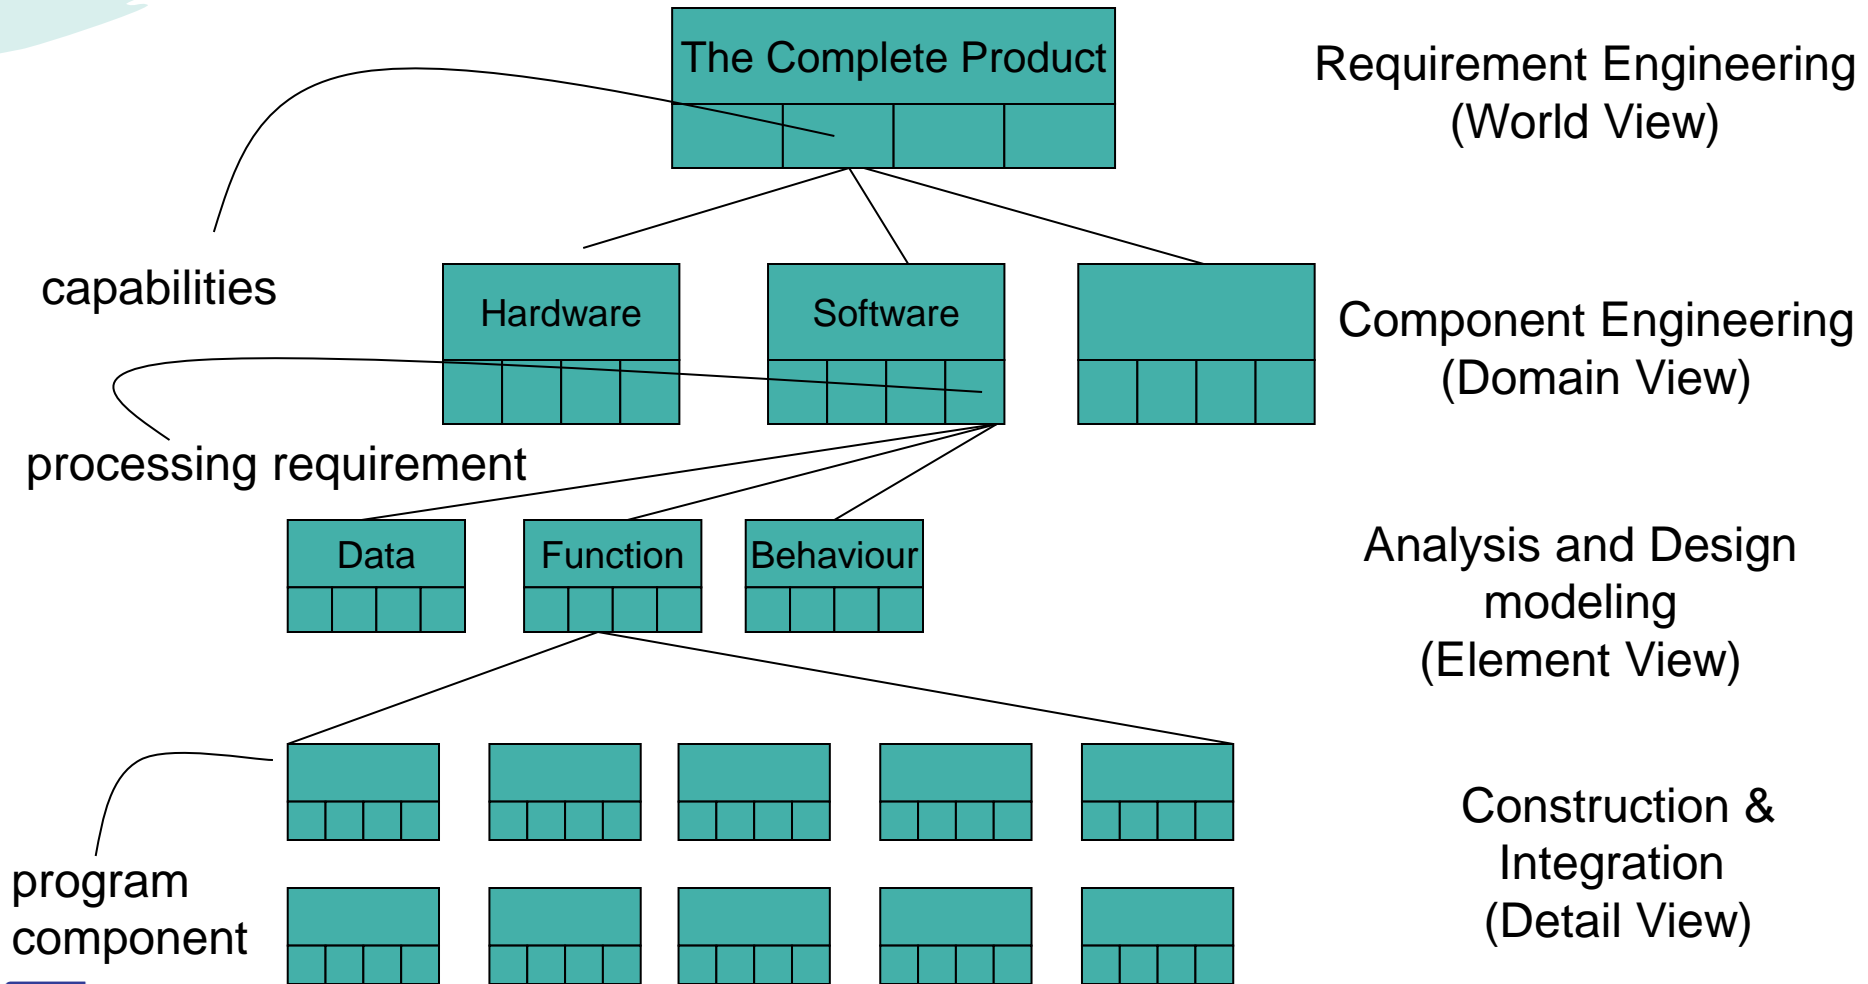 The Complete Product
Requirement Engineering
(World View)
capabilities
Hardware
Software
Component Engineering
(Domain View)
processing requirement
Data
Function
Behaviour
Analysis and Design
modeling
(Element View)
program
component
Construction &
Integration
(Detail View)